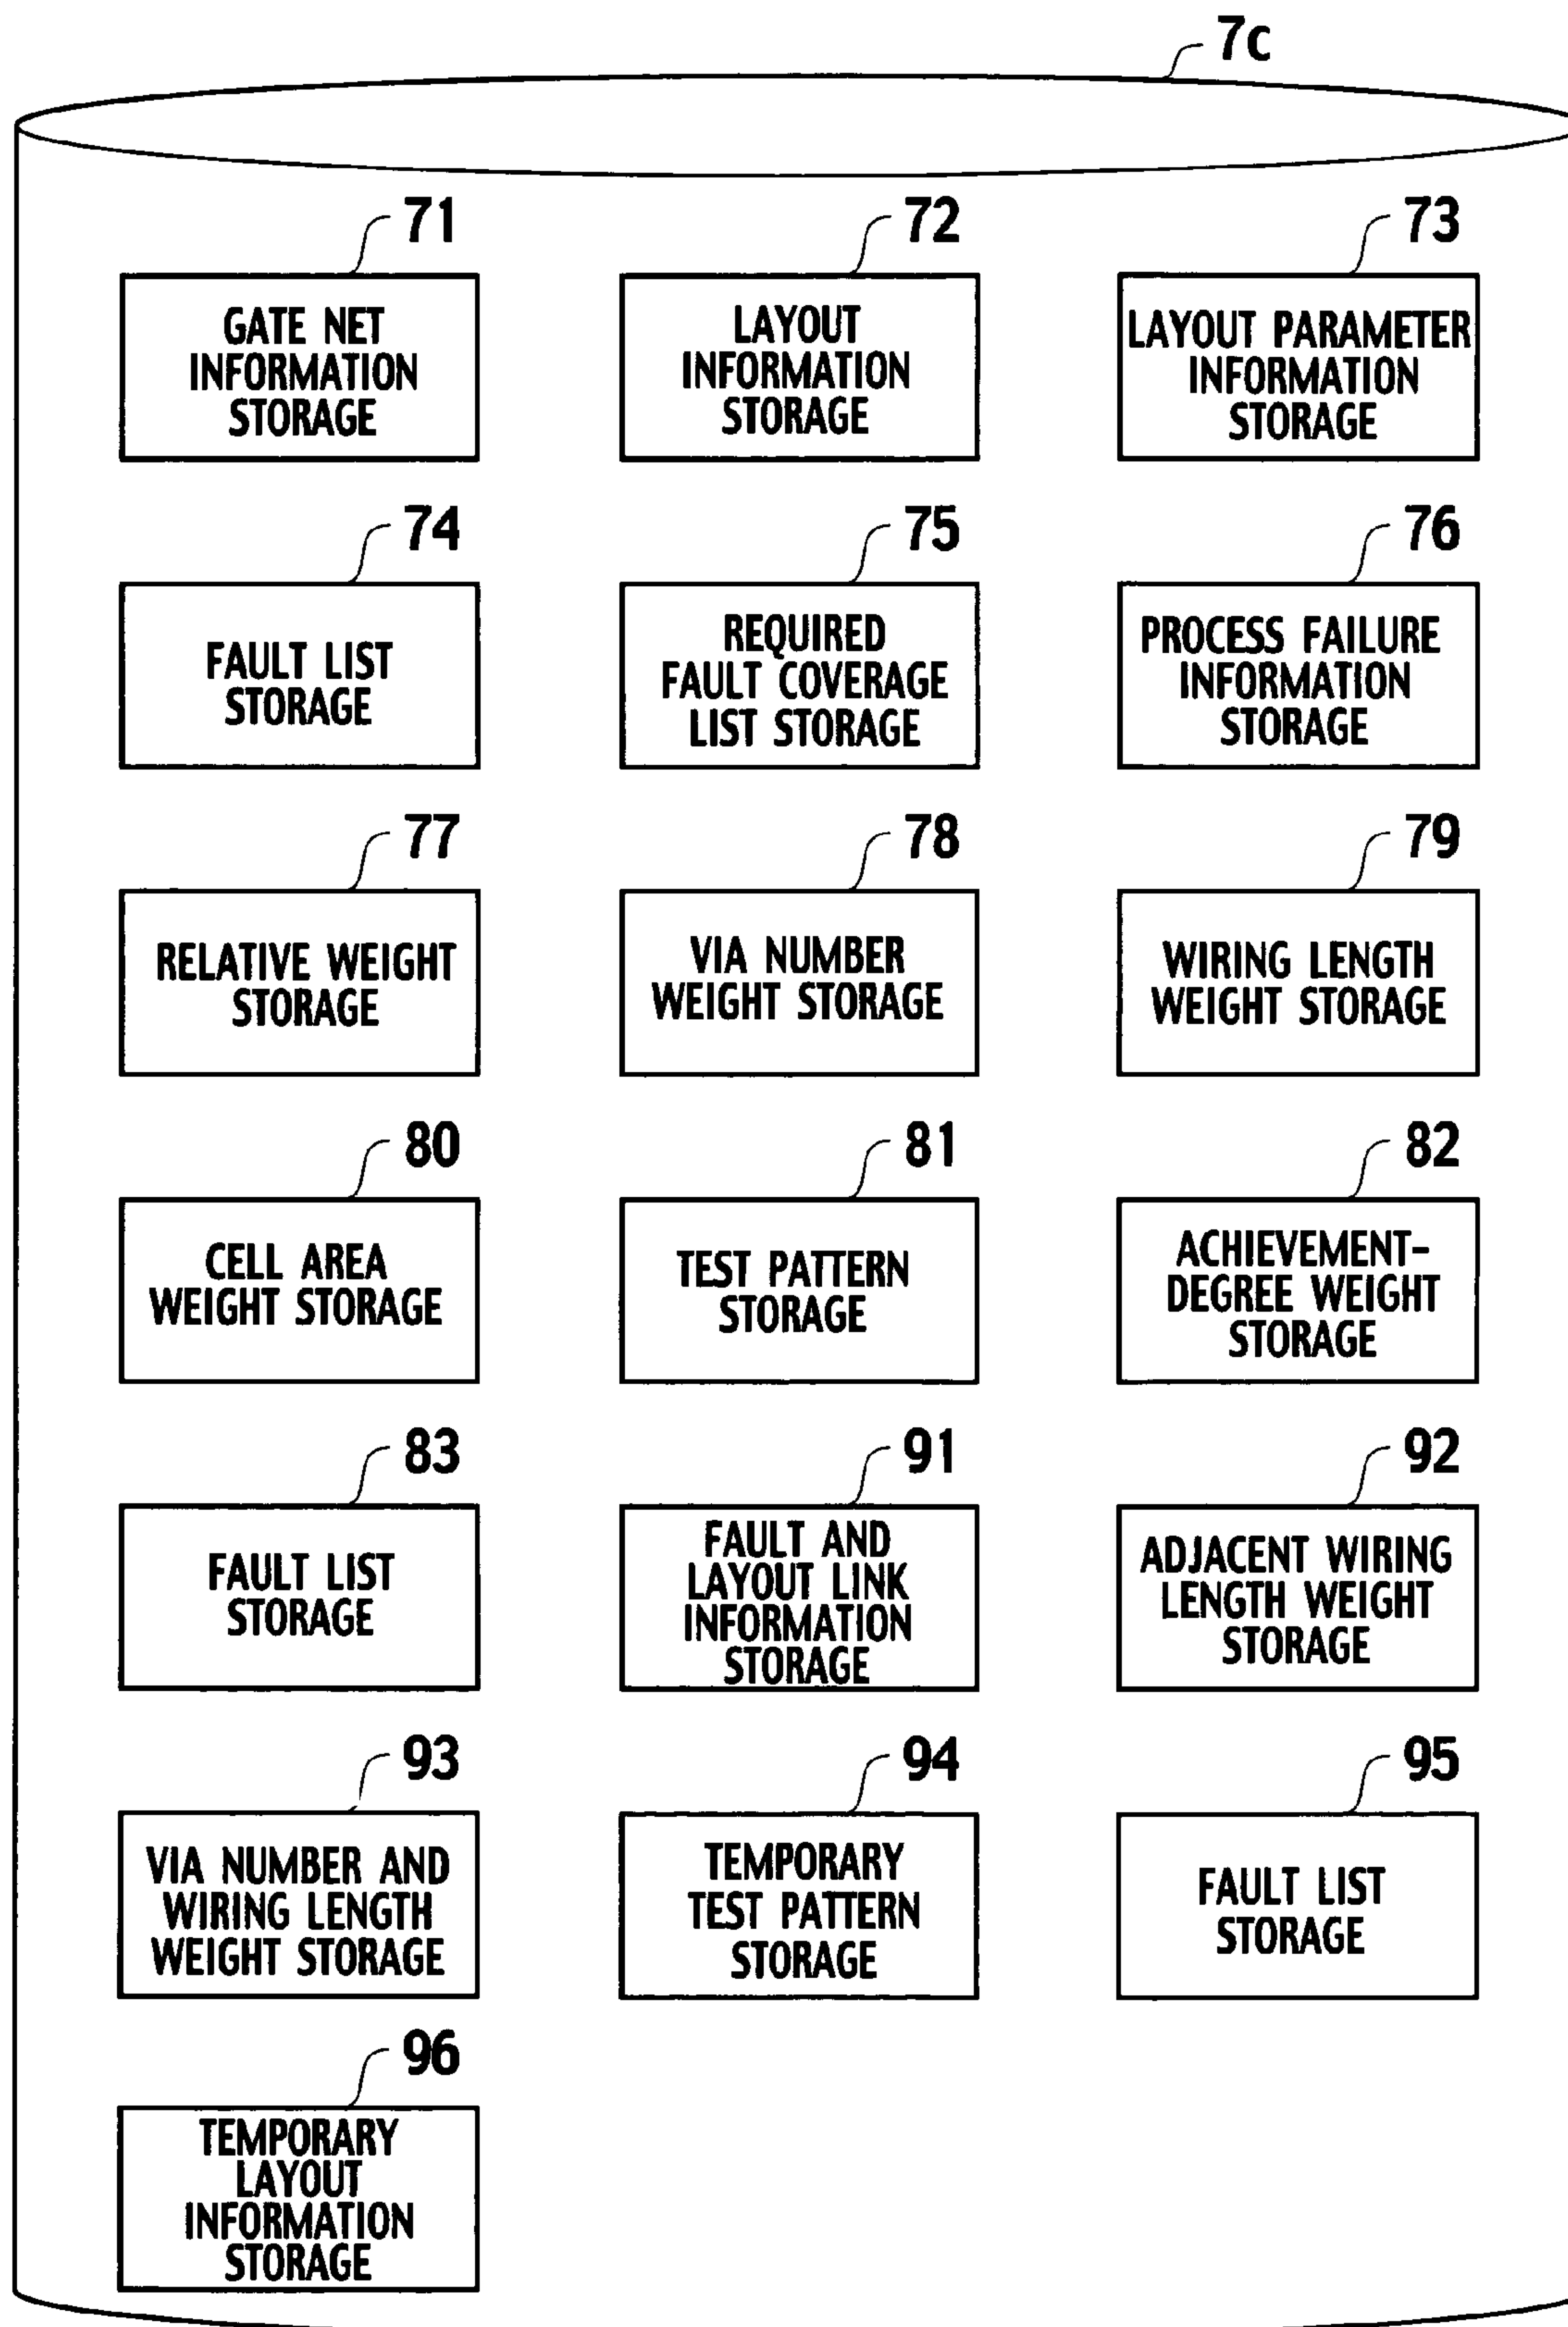 7c
71
GATE NET
INFORMATION
STORAGE
72
LAYOUT
INFORMATION
STORAGE
73
LAYOUT PARAMETER
INFORMATION
STORAGE
74
FAULT LIST
STORAGE
75
REQUIRED
FAULT COVERAGE
LIST STORAGE
76
PROCESS FAILURE
INFORMATION
STORAGE
77
RELATIVE WEIGHT
STORAGE
78
VIA NUMBER
WEIGHT STORAGE
79
WIRING LENGTH
WEIGHT STORAGE
80
CELL AREA
WEIGHT STORAGE
81
TEST PATTERN
STORAGE
82
ACHIEVEMENT-
DEGREE WEIGHT
STORAGE
83
FAULT LIST
STORAGE
91
FAULT AND
LAYOUT LINK
INFORMATION
STORAGE
92
ADJACENT WIRING
LENGTH WEIGHT
STORAGE
93
VIA NUMBER AND
WIRING LENGTH
WEIGHT STORAGE
94
TEMPORARY
TEST PATTERN
STORAGE
95
FAULT LIST
STORAGE
96
TEMPORARY
LAYOUT
INFORMATION
STORAGE